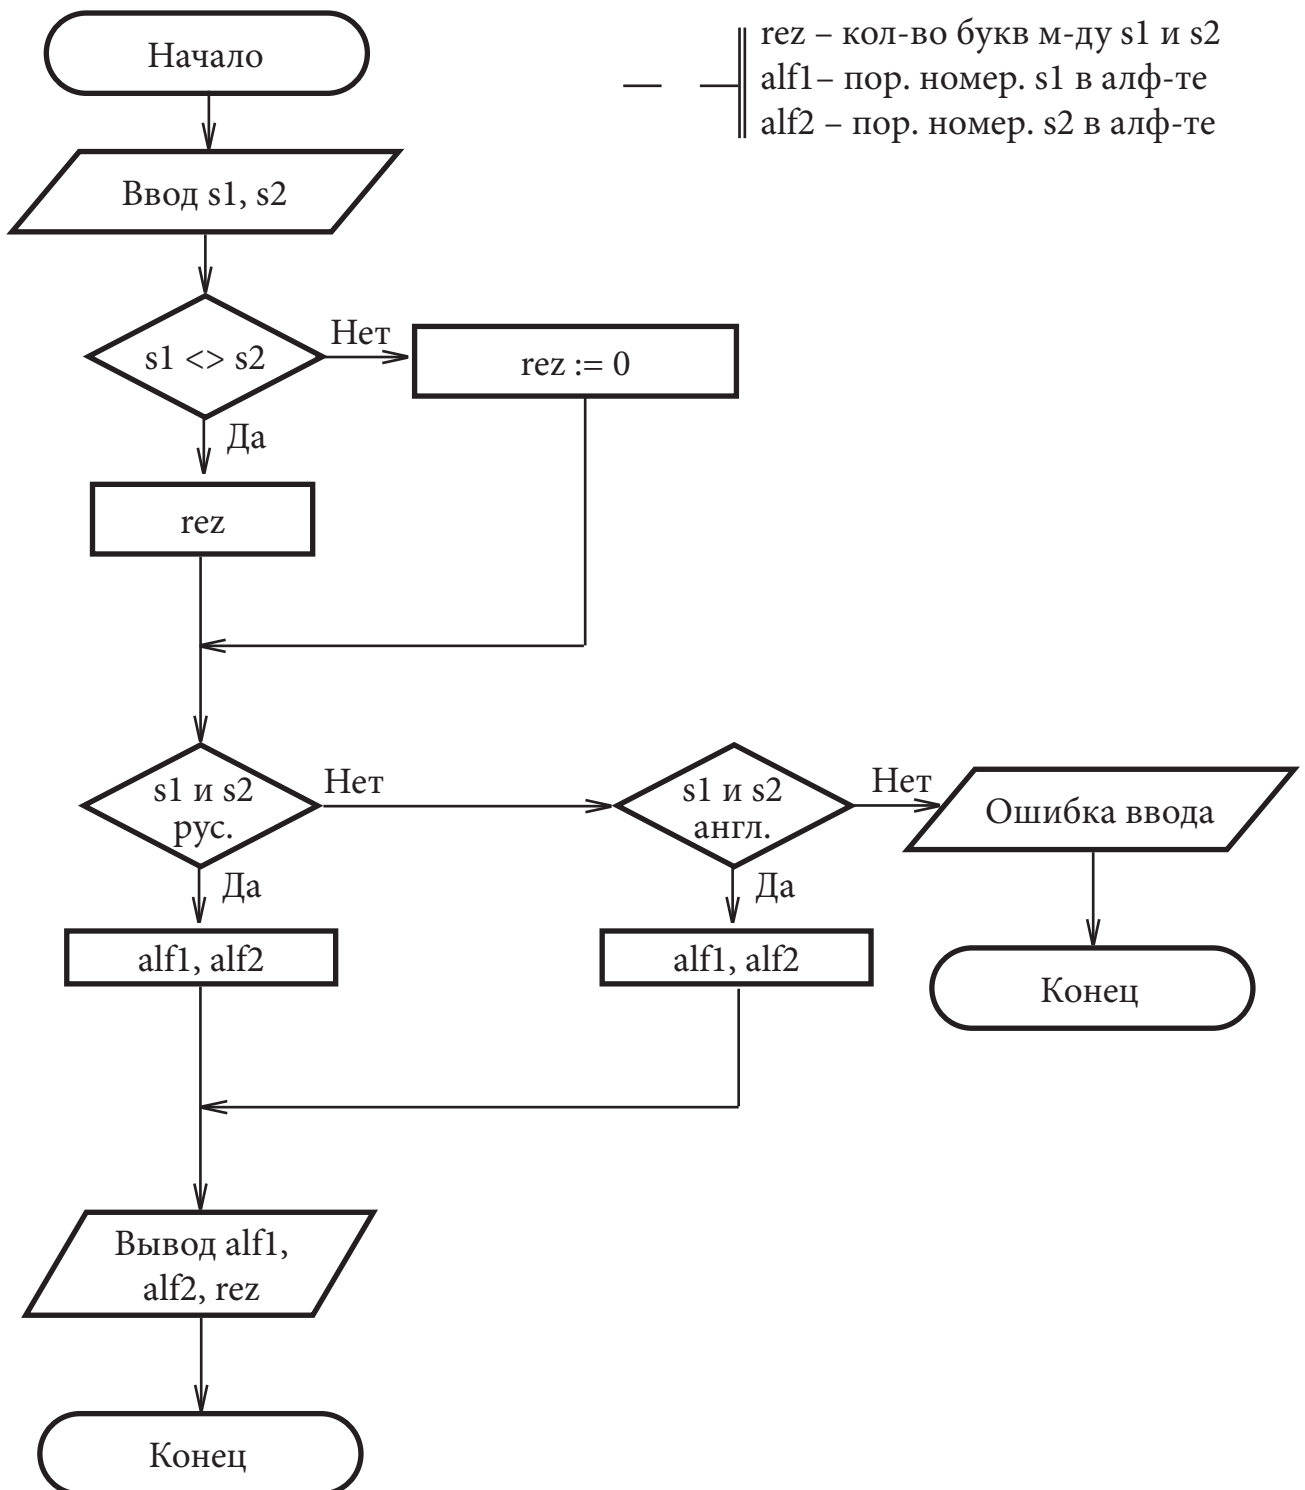 Начало
rez – кол-во букв м-ду s1 и s2
alf1– пор. номер. s1 в алф-те
alf2 – пор. номер. s2 в алф-те
Ввод s1, s2
s1 <> s2
Нет
rez := 0
Да
rez
s1 и s2
рус.
Нет
s1 и s2
англ.
Нет
Ошибка ввода
Да
Да
alf1, alf2
alf1, alf2
Конец
Вывод alf1,
alf2, rez
Конец